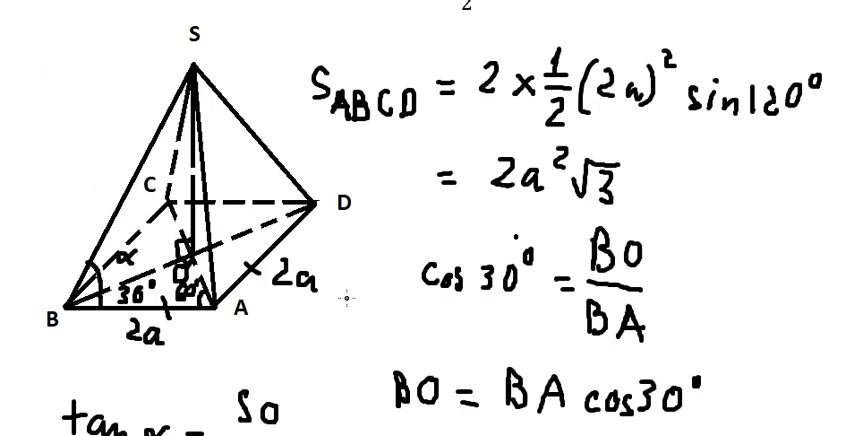 2
S
S_ABCD = 2 × 1/2 (2a)² sin120°
= 2a²√3
C
D
α
cos 30° = BO/BA
30°
60°
2a
B
A
2a
BO = BA cos30°
tan α = SO